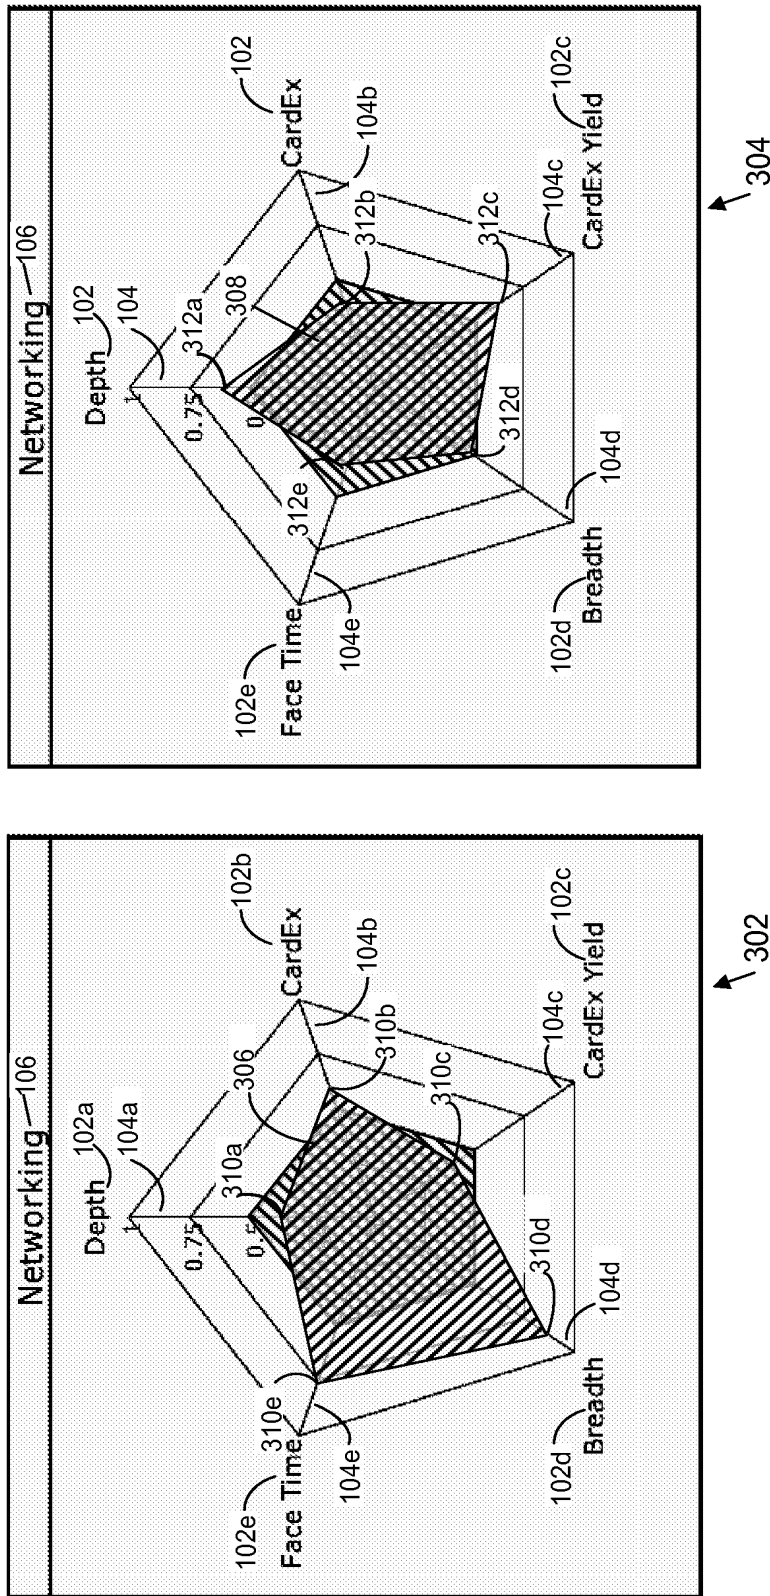 Networking 106
Depth 102a
104a
1
0.75
0.5
310a
306
102b
CardEx
104b
310b
310c
102e
Face Time
310e
104e
310d
104d
104c
102d
Breadth
102c
CardEx Yield
302
Networking 106
Depth 102
104
1
0.75
0
312a
308
102
CardEx
104b
312b
312c
102e
Face Time
312e
104e
312d
104d
104c
102d
Breadth
102c
CardEx Yield
304